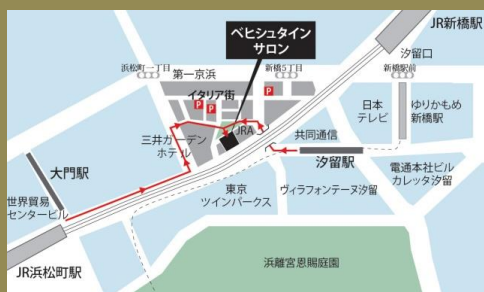 JR新橋駅
ベヒシュタイン
サロン
汐留口
浜松町一丁目
新橋5丁目
新橋駅前
第一京浜
イタリア街
P
P
P
日本
テレビ
ゆりかもめ
新橋駅
JRA
共同通信
三井ガーデン
ホテル
汐留駅
大門駅
電通本社ビル
カレッタ汐留
東京
ツインパークス
ヴィラフォンテーヌ汐留
世界貿易
センタービル
浜離宮恩賜庭園
JR浜松町駅